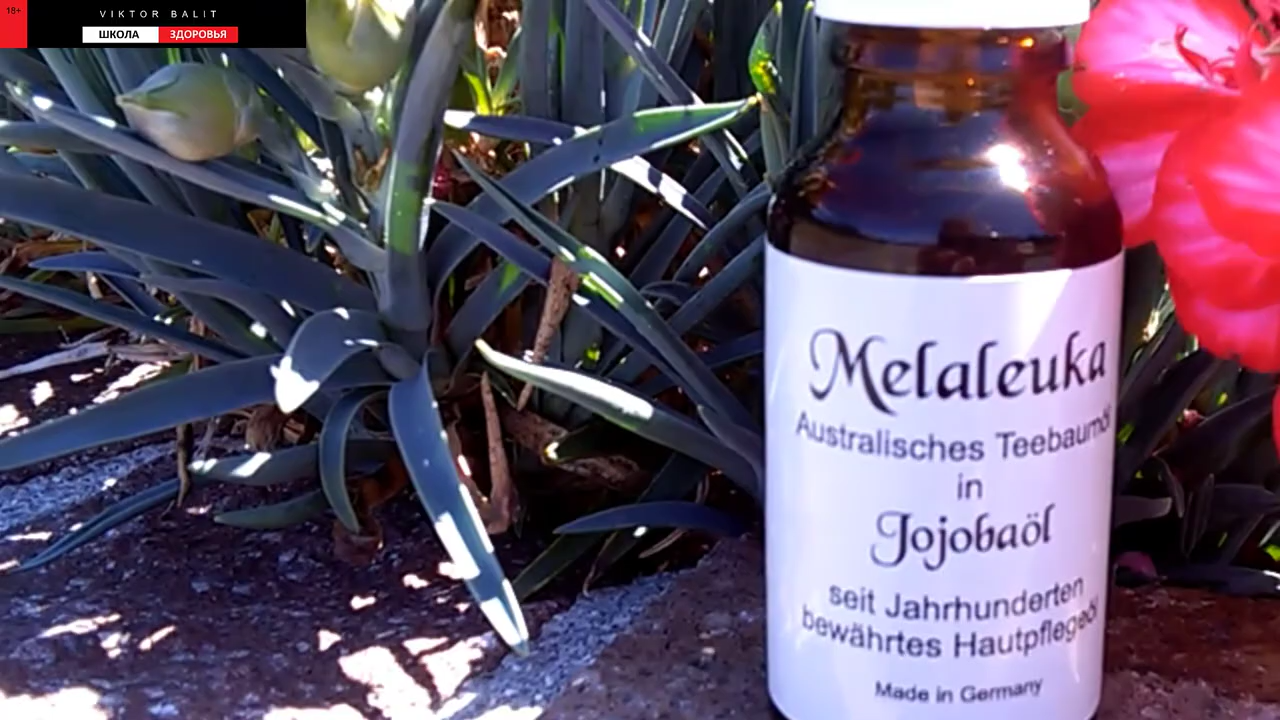 18+
VIKTOR BALIT
ШКОЛА ЗДОРОВЬЯ
Melaleuka
Australisches Teebaumöl
in
Jojobaöl
seit Jahrhunderten
bewährtes Hautpflegeöl
Made in Germany